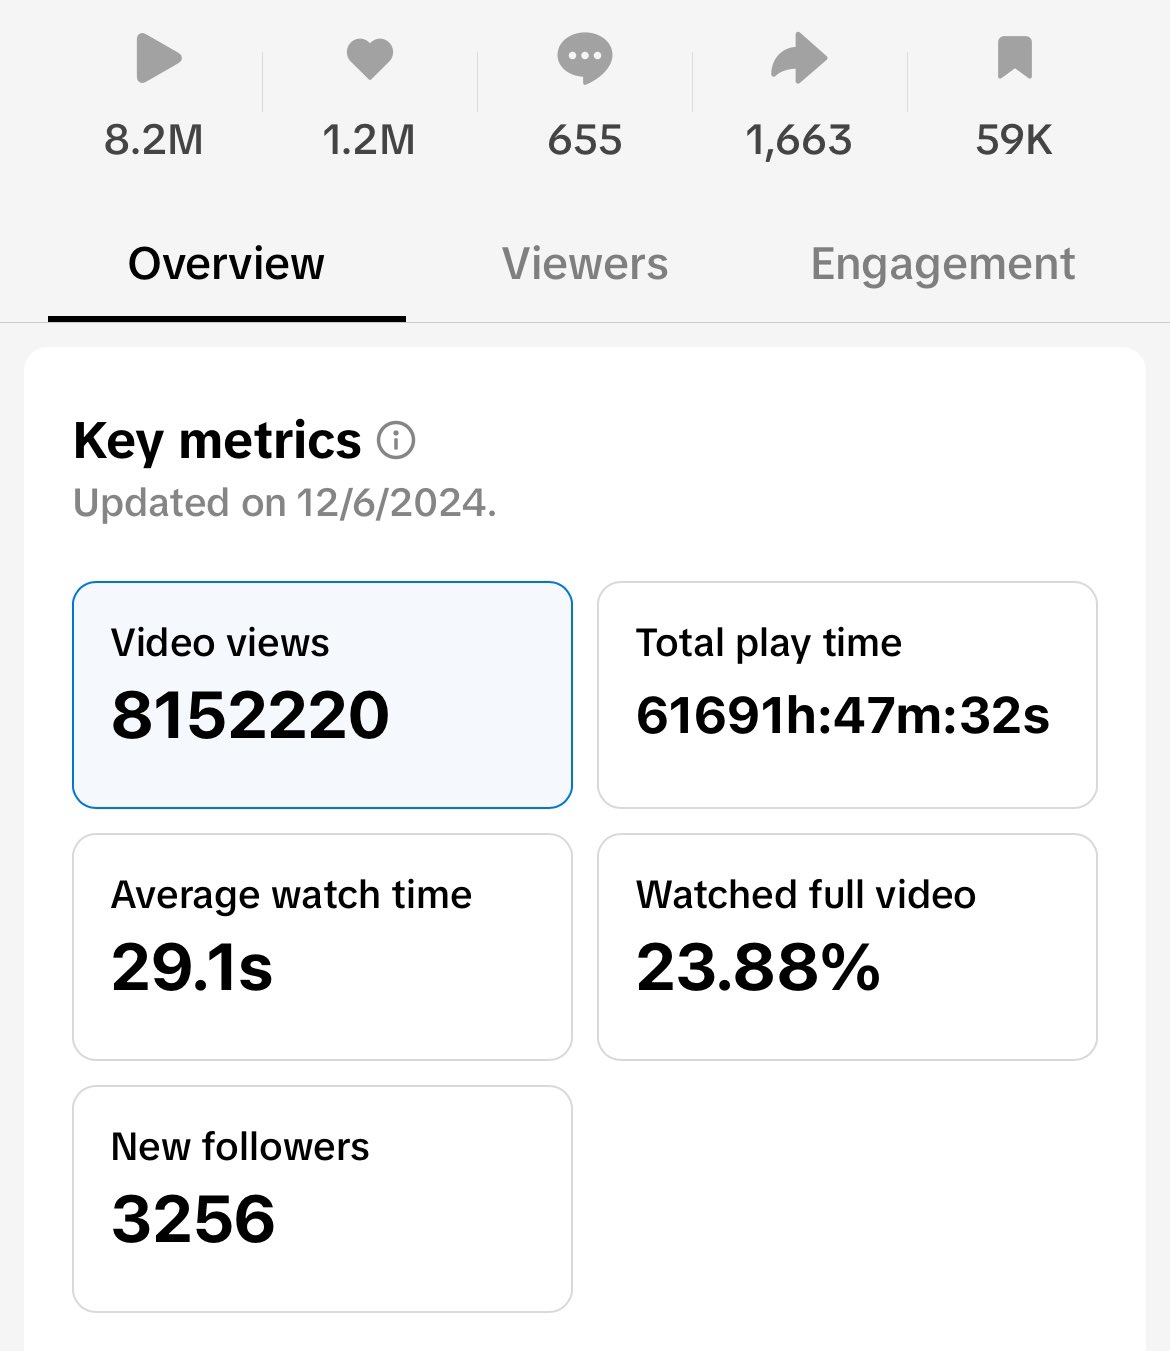 8.2M 1.2M 655 1,663 59K
Overview Viewers Engagement
Key metrics
Updated on 12/6/2024.
Video views
8152220
Total play time
61691h:47m:32s
Average watch time
29.1s
Watched full video
23.88%
New followers
3256